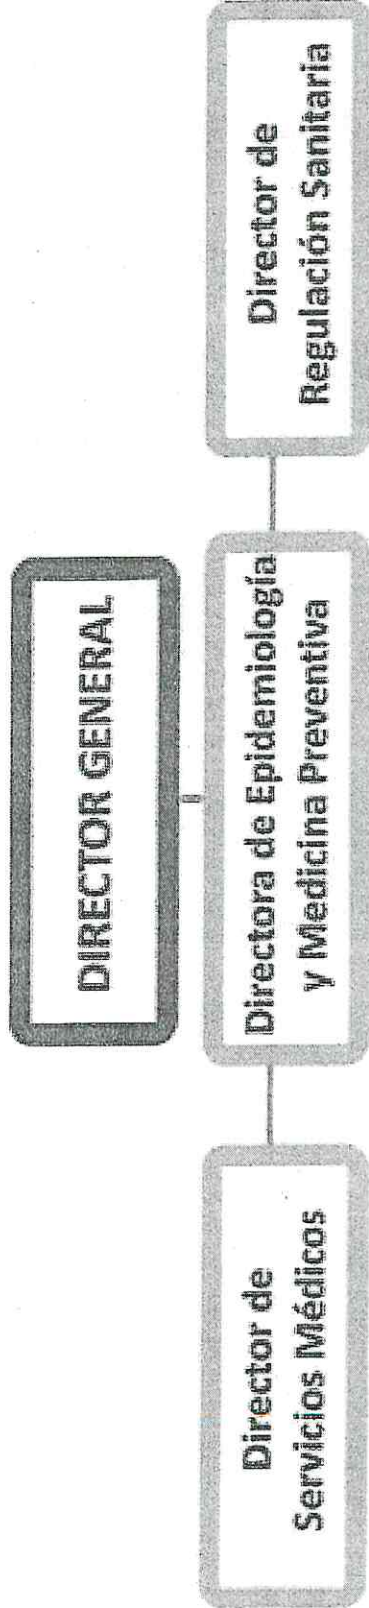 DIRECTOR GENERAL
Director de
Servicios Médicos
Directora de Epidemiología
y Medicina Preventiva
Director de
Regulación Sanitaria